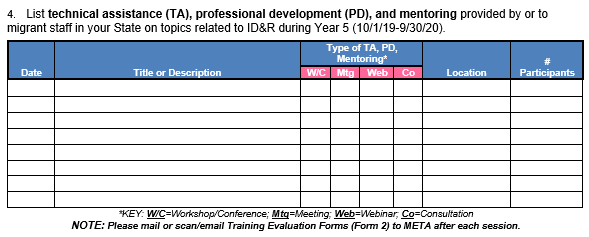 4. List technical assistance (TA), professional development (PD), and mentoring provided by or to
migrant staff in your State on topics related to ID&R during Year 5 (10/1/19-9/30/20).
Type of TA, PD,
Mentoring*
#
Date Title or Description W/C Mtg Web Co Location Participants
*KEY: W/C=Workshop/Conference; Mtg=Meeting; Web=Webinar; Co=Consultation
NOTE: Please mail or scan/email Training Evaluation Forms (Form 2) to META after each session.